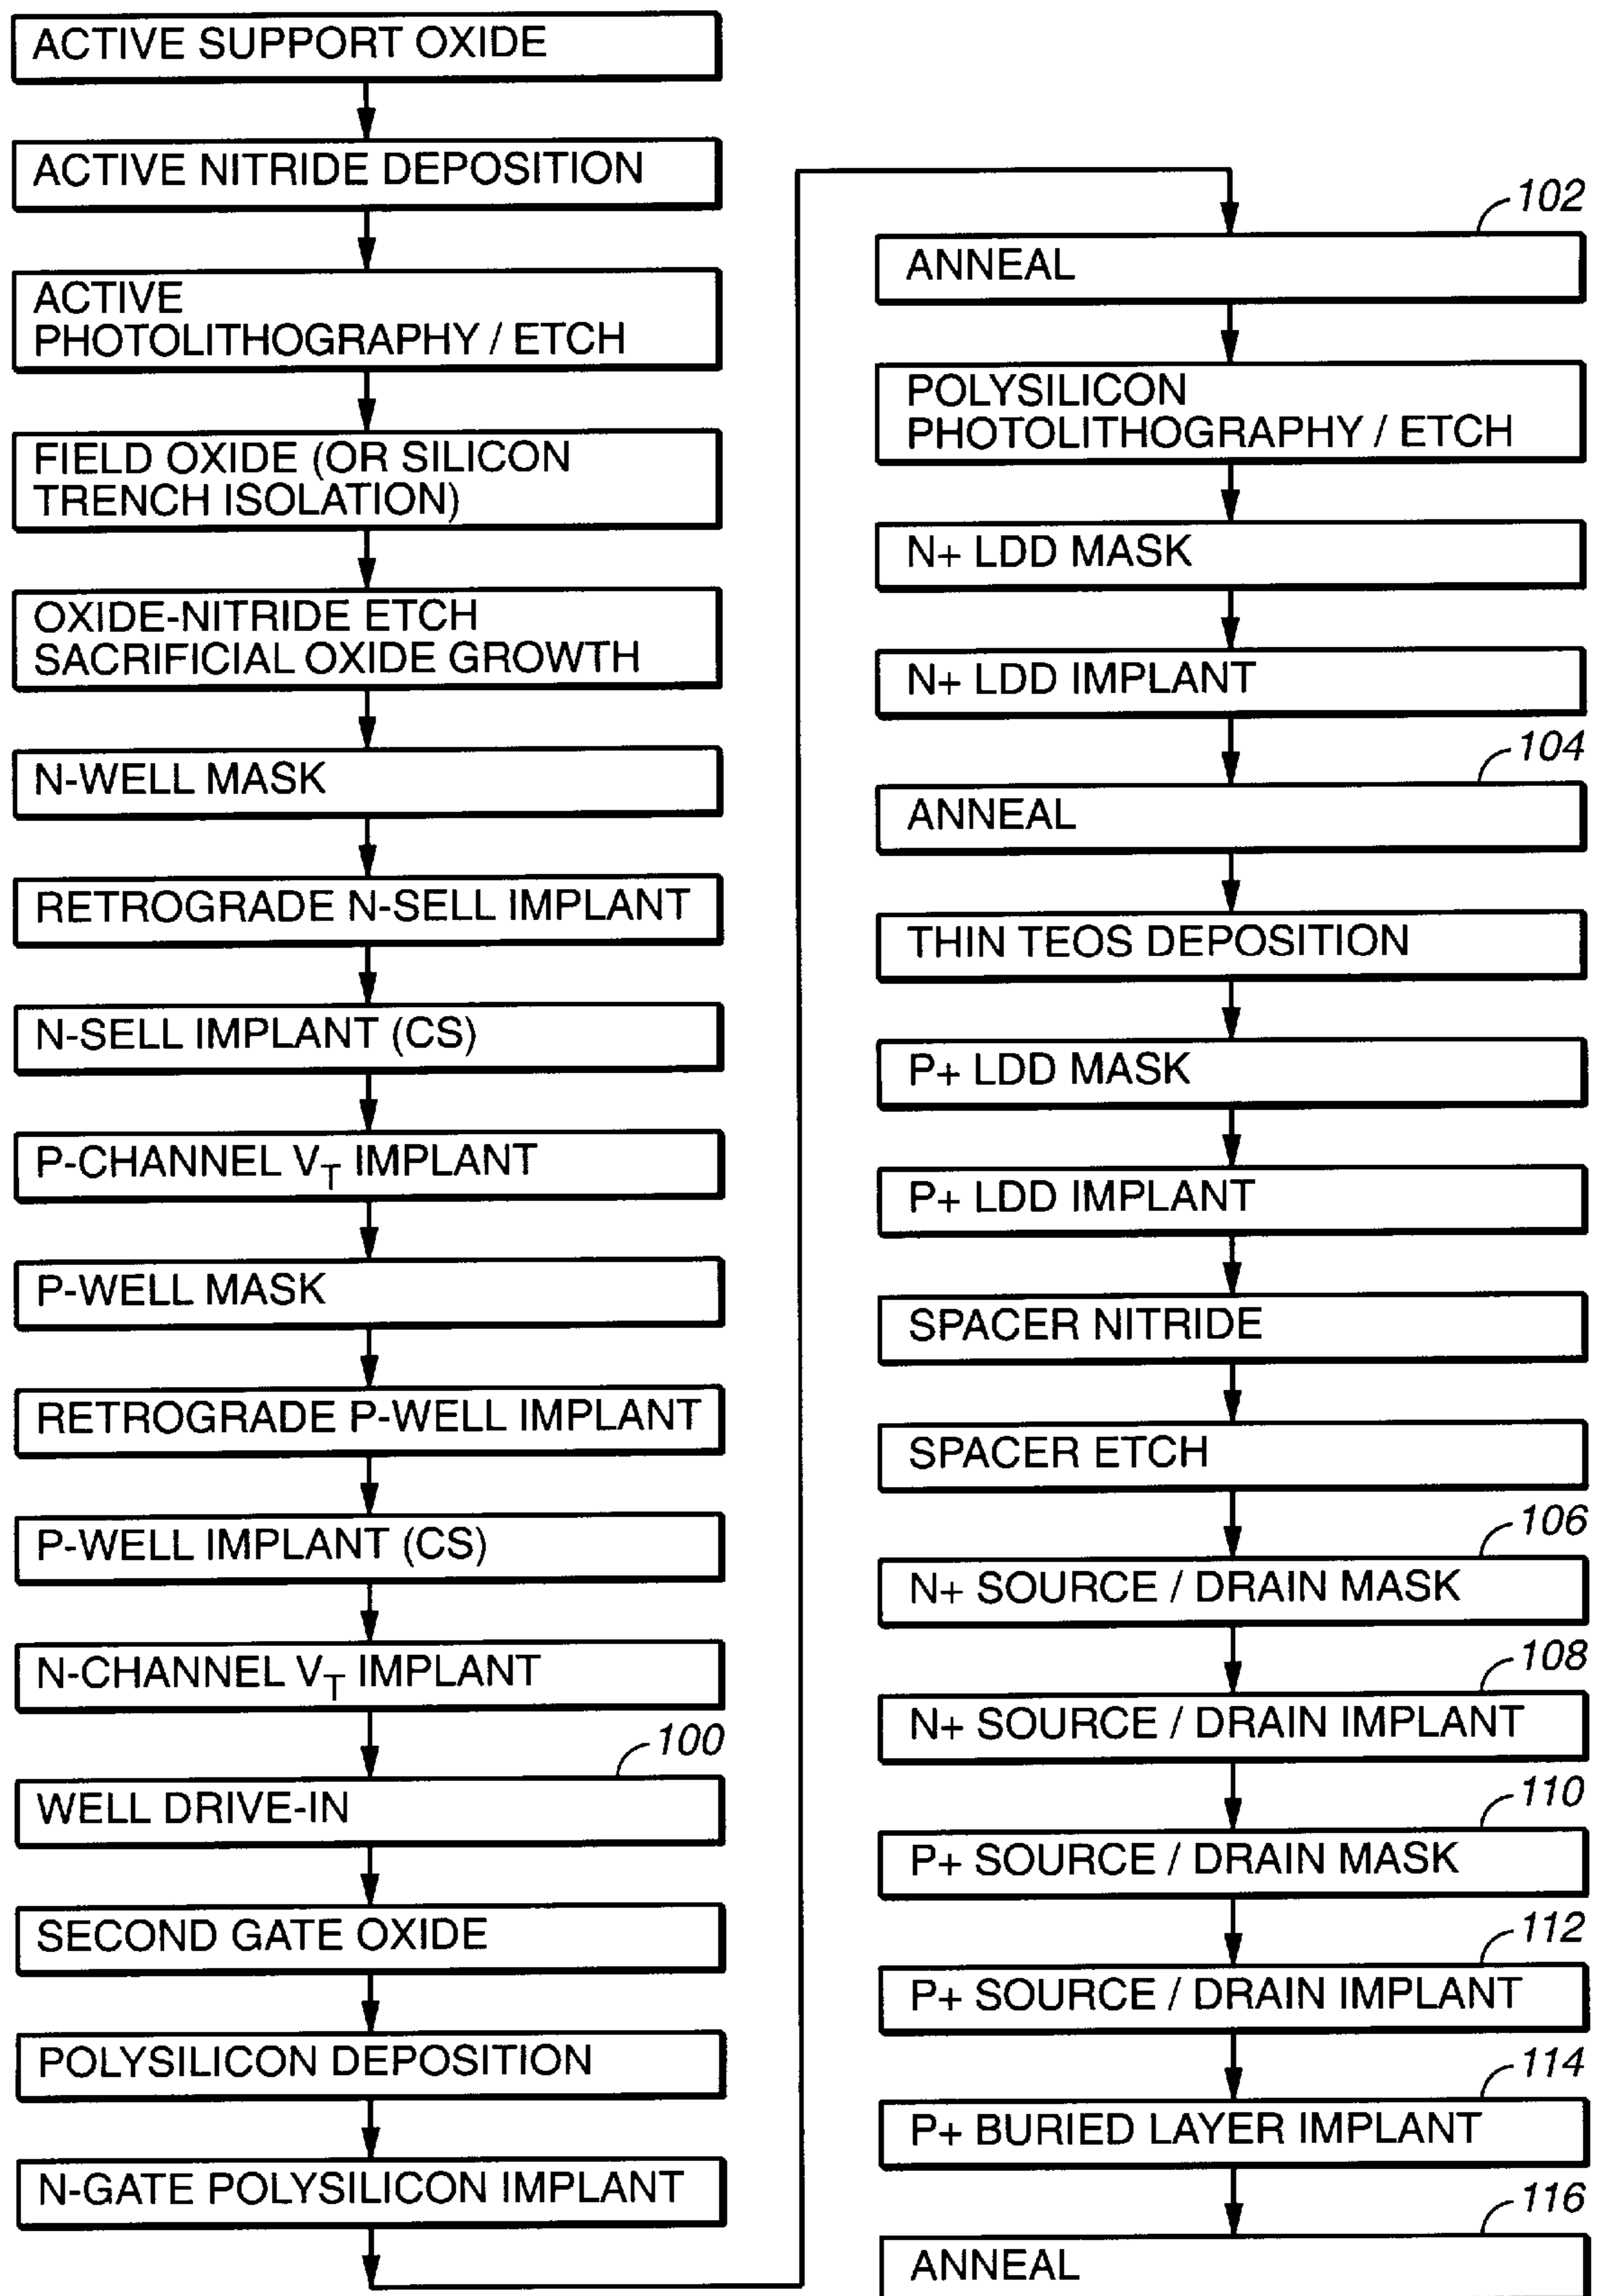 ACTIVE SUPPORT OXIDE
ACTIVE NITRIDE DEPOSITION
ACTIVE
PHOTOLITHOGRAPHY / ETCH
FIELD OXIDE (OR SILICON
TRENCH ISOLATION)
OXIDE-NITRIDE ETCH
SACRIFICIAL OXIDE GROWTH
N-WELL MASK
RETROGRADE N-SELL IMPLANT
N-SELL IMPLANT (CS)
P-CHANNEL VT IMPLANT
P-WELL MASK
RETROGRADE P-WELL IMPLANT
P-WELL IMPLANT (CS)
N-CHANNEL VT IMPLANT
100
WELL DRIVE-IN
SECOND GATE OXIDE
POLYSILICON DEPOSITION
N-GATE POLYSILICON IMPLANT
102
ANNEAL
POLYSILICON
PHOTOLITHOGRAPHY / ETCH
N+ LDD MASK
N+ LDD IMPLANT
104
ANNEAL
THIN TEOS DEPOSITION
P+ LDD MASK
P+ LDD IMPLANT
SPACER NITRIDE
SPACER ETCH
106
N+ SOURCE / DRAIN MASK
108
N+ SOURCE / DRAIN IMPLANT
110
P+ SOURCE / DRAIN MASK
112
P+ SOURCE / DRAIN IMPLANT
114
P+ BURIED LAYER IMPLANT
116
ANNEAL